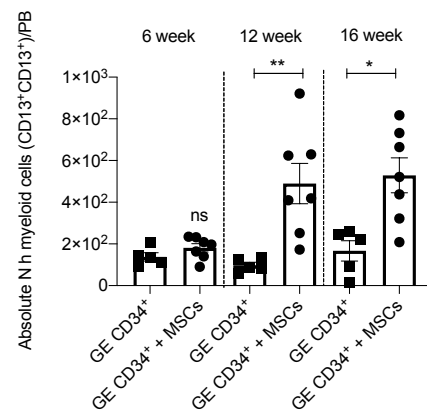 6 week 12 week 16 week
** *
ns
Absolute N h myeloid cells (CD13⁺CD13⁺)/PB
1×10³
8×10²
6×10²
4×10²
2×10²
0
GE CD34⁺
GE CD34⁺ + MSCs
GE CD34⁺
GE CD34⁺ + MSCs
GE CD34⁺
GE CD34⁺ + MSCs